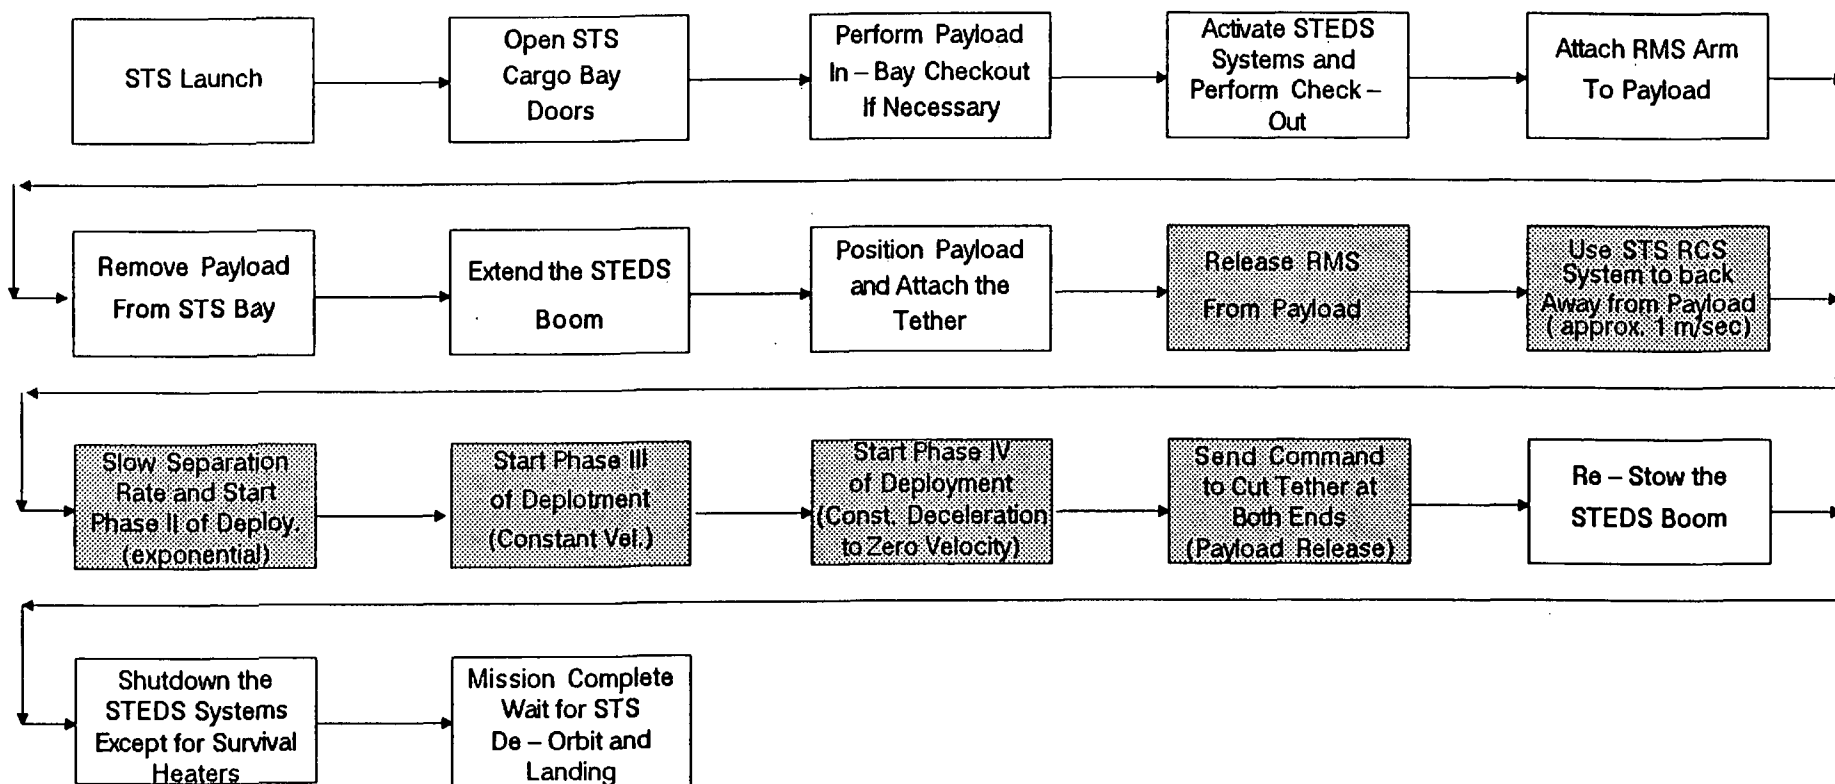 STS Launch
Open STS
Cargo Bay
Doors
Perform Payload
In – Bay Checkout
If Necessary
Activate STEDS
Systems and
Perform Check –
Out
Attach RMS Arm
To Payload
Remove Payload
From STS Bay
Extend the STEDS
Boom
Position Payload
and Attach the
Tether
Release RMS
From Payload
Use STS RCS
System to back
Away from Payload
( approx. 1 m/sec)
Slow Separation
Rate and Start
Phase II of Deploy.
(exponential)
Start Phase III
of Deplotment
(Constant Vel.)
Start Phase IV
of Deployment
(Const. Deceleration
to Zero Velocity)
Send Command
to Cut Tether at
Both Ends
(Payload Release)
Re – Stow the
STEDS Boom
Shutdown the
STEDS Systems
Except for Survival
Heaters
Mission Complete
Wait for STS
De – Orbit and
Landing